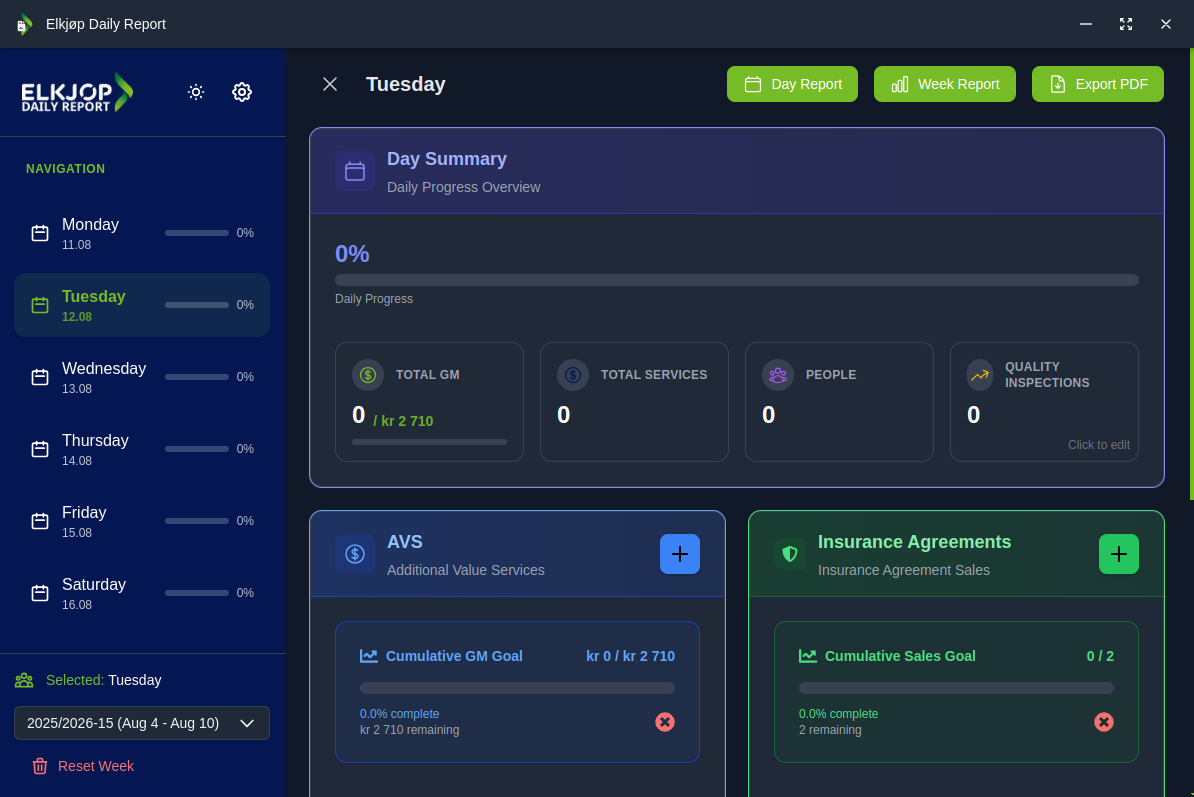 Elkjøp Daily Report
ELKJØP
DAILY REPORT
Tuesday
Day Report
Week Report
Export PDF
NAVIGATION
Monday
11.08
0%
Tuesday
12.08
0%
Wednesday
13.08
0%
Thursday
14.08
0%
Friday
15.08
0%
Saturday
16.08
0%
Selected: Tuesday
2025/2026-15 (Aug 4 - Aug 10)
Reset Week
Day Summary
Daily Progress Overview
0%
Daily Progress
TOTAL GM
0 / kr 2 710
TOTAL SERVICES
0
PEOPLE
0
QUALITY
INSPECTIONS
0
Click to edit
AVS
Additional Value Services
Cumulative GM Goal
kr 0 / kr 2 710
0.0% complete
kr 2 710 remaining
Insurance Agreements
Insurance Agreement Sales
Cumulative Sales Goal
0 / 2
0.0% complete
2 remaining